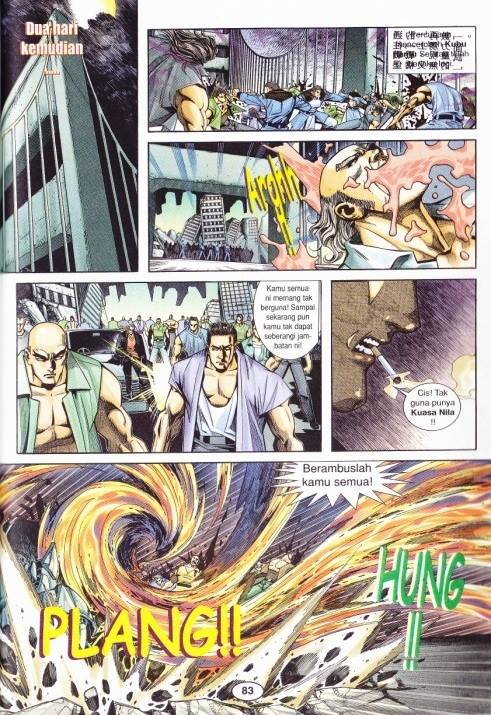 Dua hari
kemudian
.....
Arghh
!!
Kamu semua
ni memang tak
berguna! Sampai
sekarang pun
kamu tak dapat
seberangi jam-
batan ni!
Cis! Tak
guna punya
Kuasa Nila
!!
Berambuslah
kamu semua!
PLANG!!
HUNG
!!
83